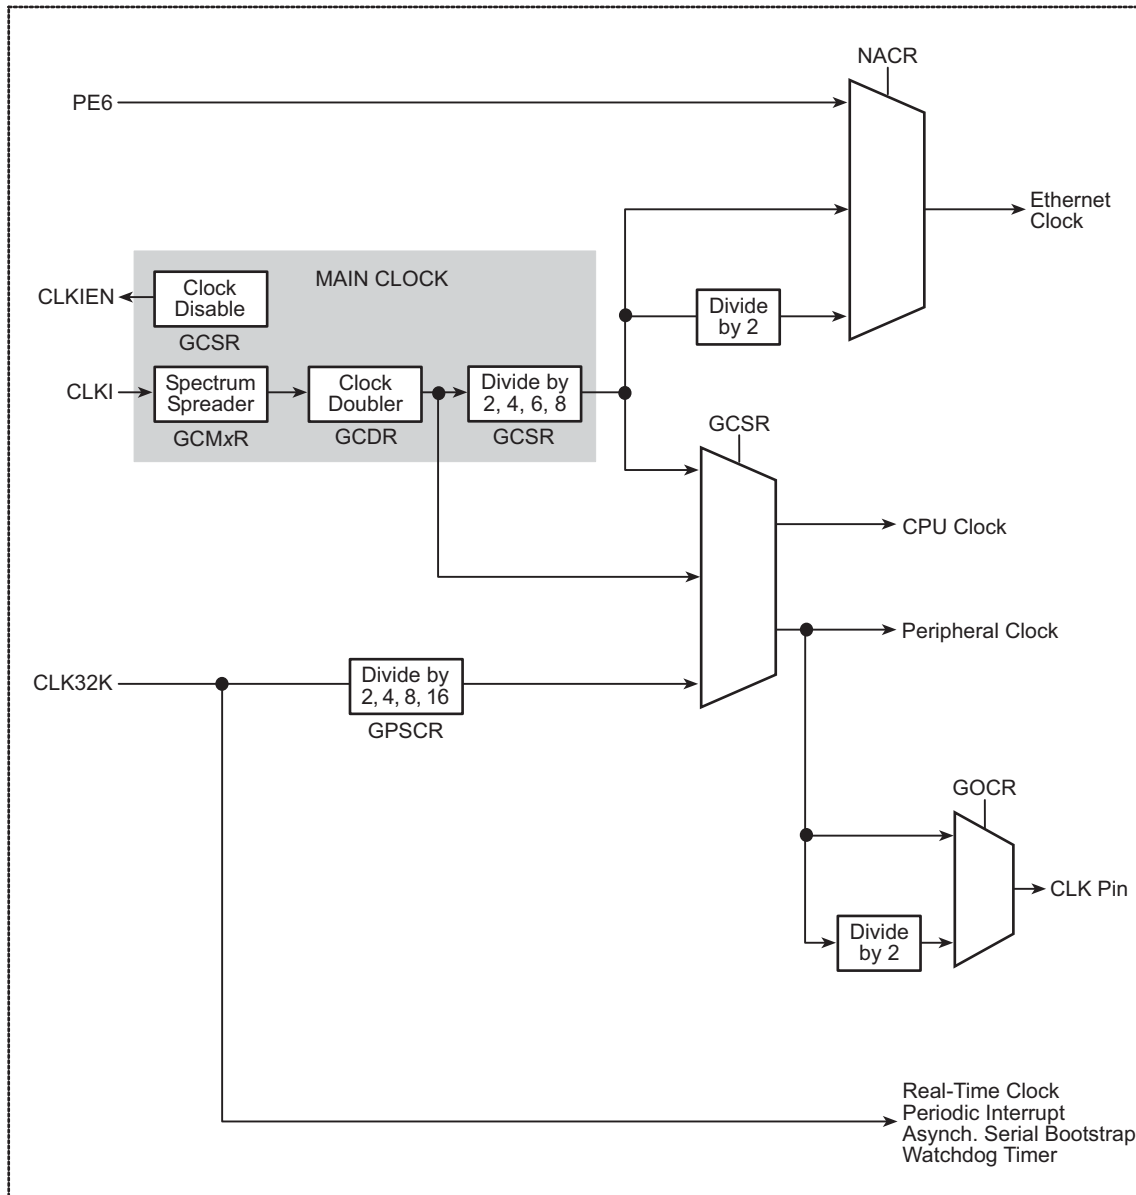 NACR
PE6
Ethernet
Clock
MAIN CLOCK
Clock
Disable
CLKIEN
GCSR
Divide
by 2
CLKI
Spectrum
Spreader
Clock
Doubler
Divide by
2, 4, 6, 8
GCMxR
GCDR
GCSR
GCSR
CPU Clock
Peripheral Clock
CLK32K
Divide by
2, 4, 8, 16
GPSCR
GOCR
CLK Pin
Divide
by 2
Real-Time Clock
Periodic Interrupt
Asynch. Serial Bootstrap
Watchdog Timer